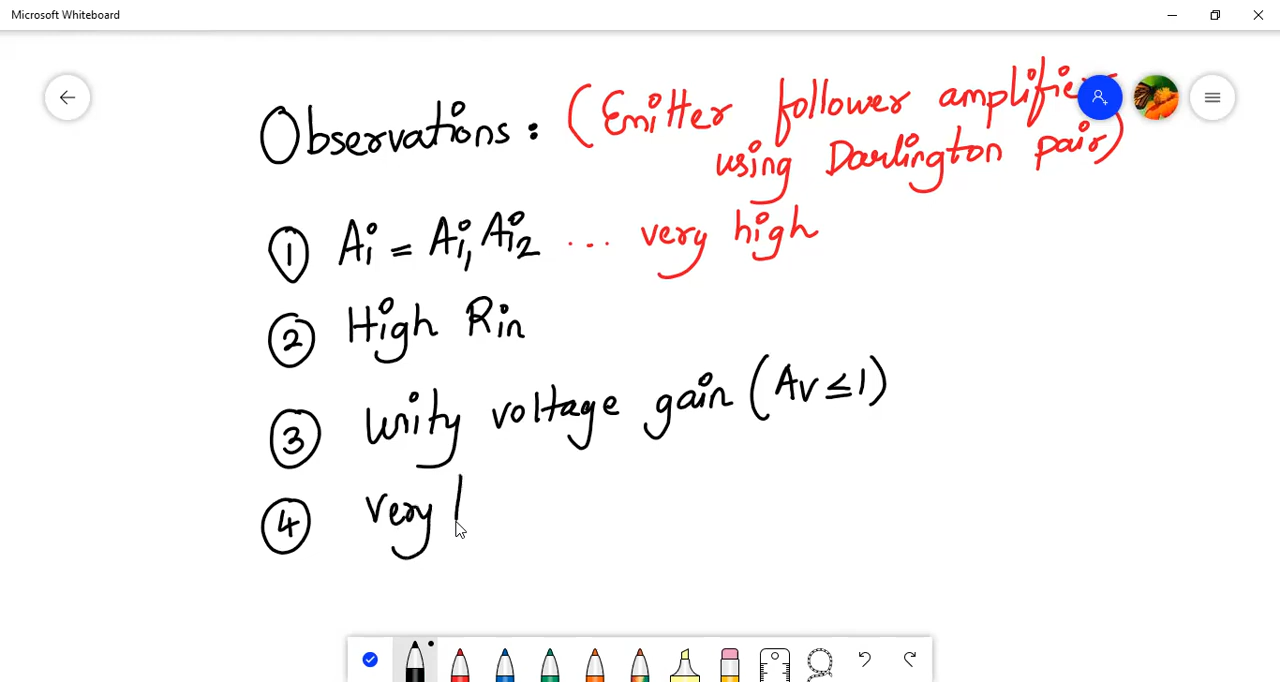 Microsoft Whiteboard
Observations: (Emitter follower amplifier
using Darlington pair)
① Ai = Ai1 Ai2 ... very high
② High Rin
③ Unity voltage gain (Av ≤ 1)
④ Very l